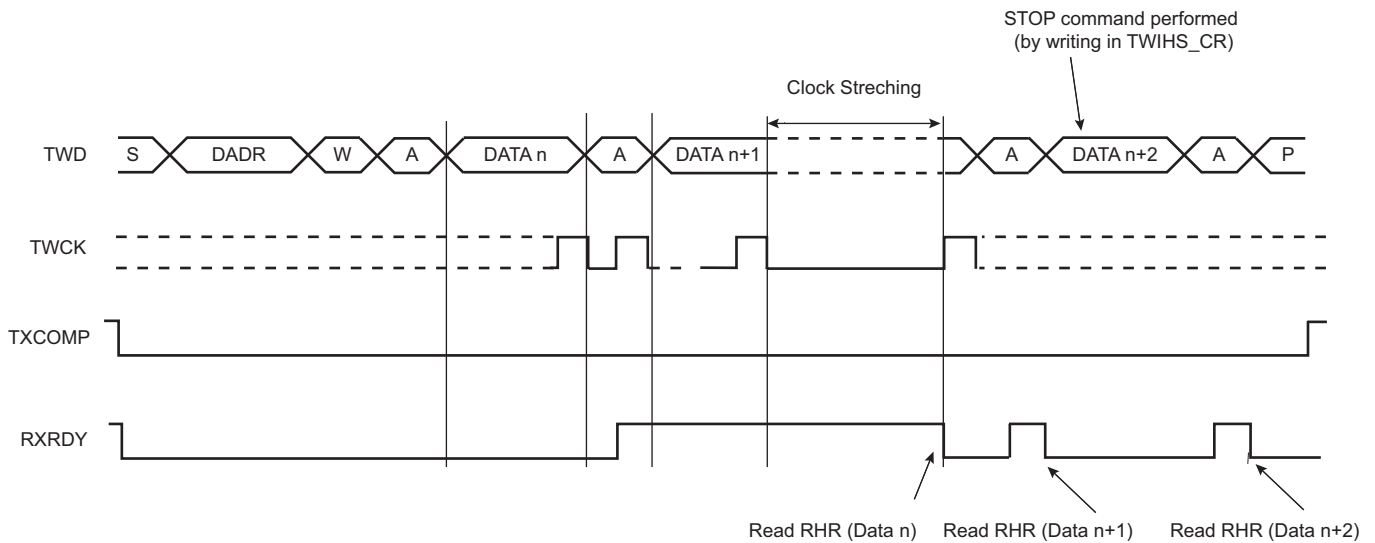 STOP command performed
(by writing in TWIHS_CR)
Clock Streching
TWD S DADR W A DATA n A DATA n+1 A DATA n+2 A P
TWCK
TXCOMP
RXRDY
Read RHR (Data n) Read RHR (Data n+1) Read RHR (Data n+2)